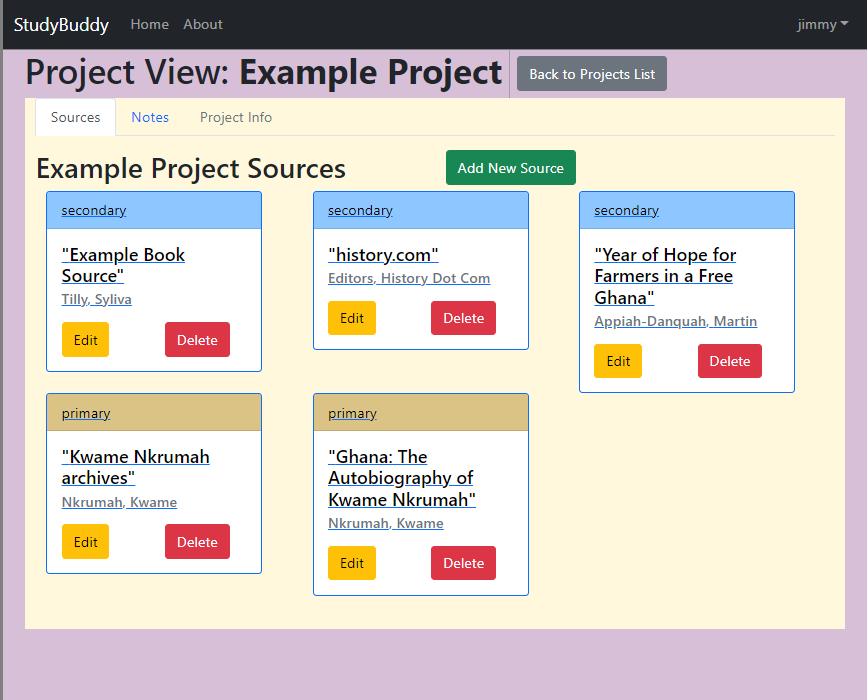 StudyBuddy Home About jimmy
Project View: Example Project Back to Projects List
Sources Notes Project Info
Example Project Sources Add New Source
secondary
"Example Book
Source"
Tilly, Syliva
Edit Delete
secondary
"history.com"
Editors, History Dot Com
Edit Delete
secondary
"Year of Hope for
Farmers in a Free
Ghana"
Appiah-Danquah, Martin
Edit Delete
primary
"Kwame Nkrumah
archives"
Nkrumah, Kwame
Edit Delete
primary
"Ghana: The
Autobiography of
Kwame Nkrumah"
Nkrumah, Kwame
Edit Delete